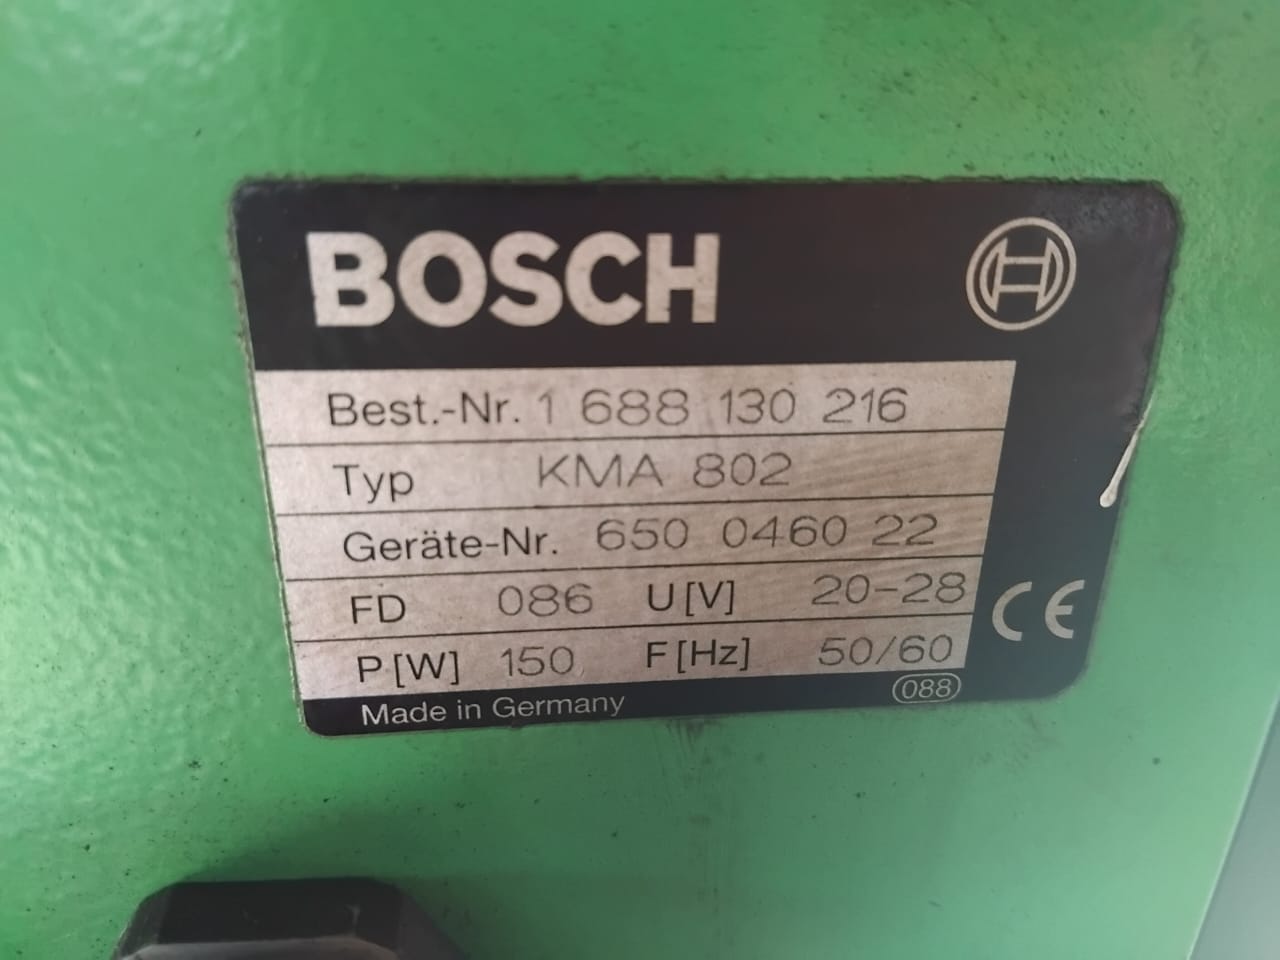 BOSCH
Best.-Nr. 1 688 130 216
Typ KMA 802
Geräte-Nr. 650 0460 22
FD 086 U [V] 20-28
P [W] 150 F [Hz] 50/60
CE
Made in Germany 088